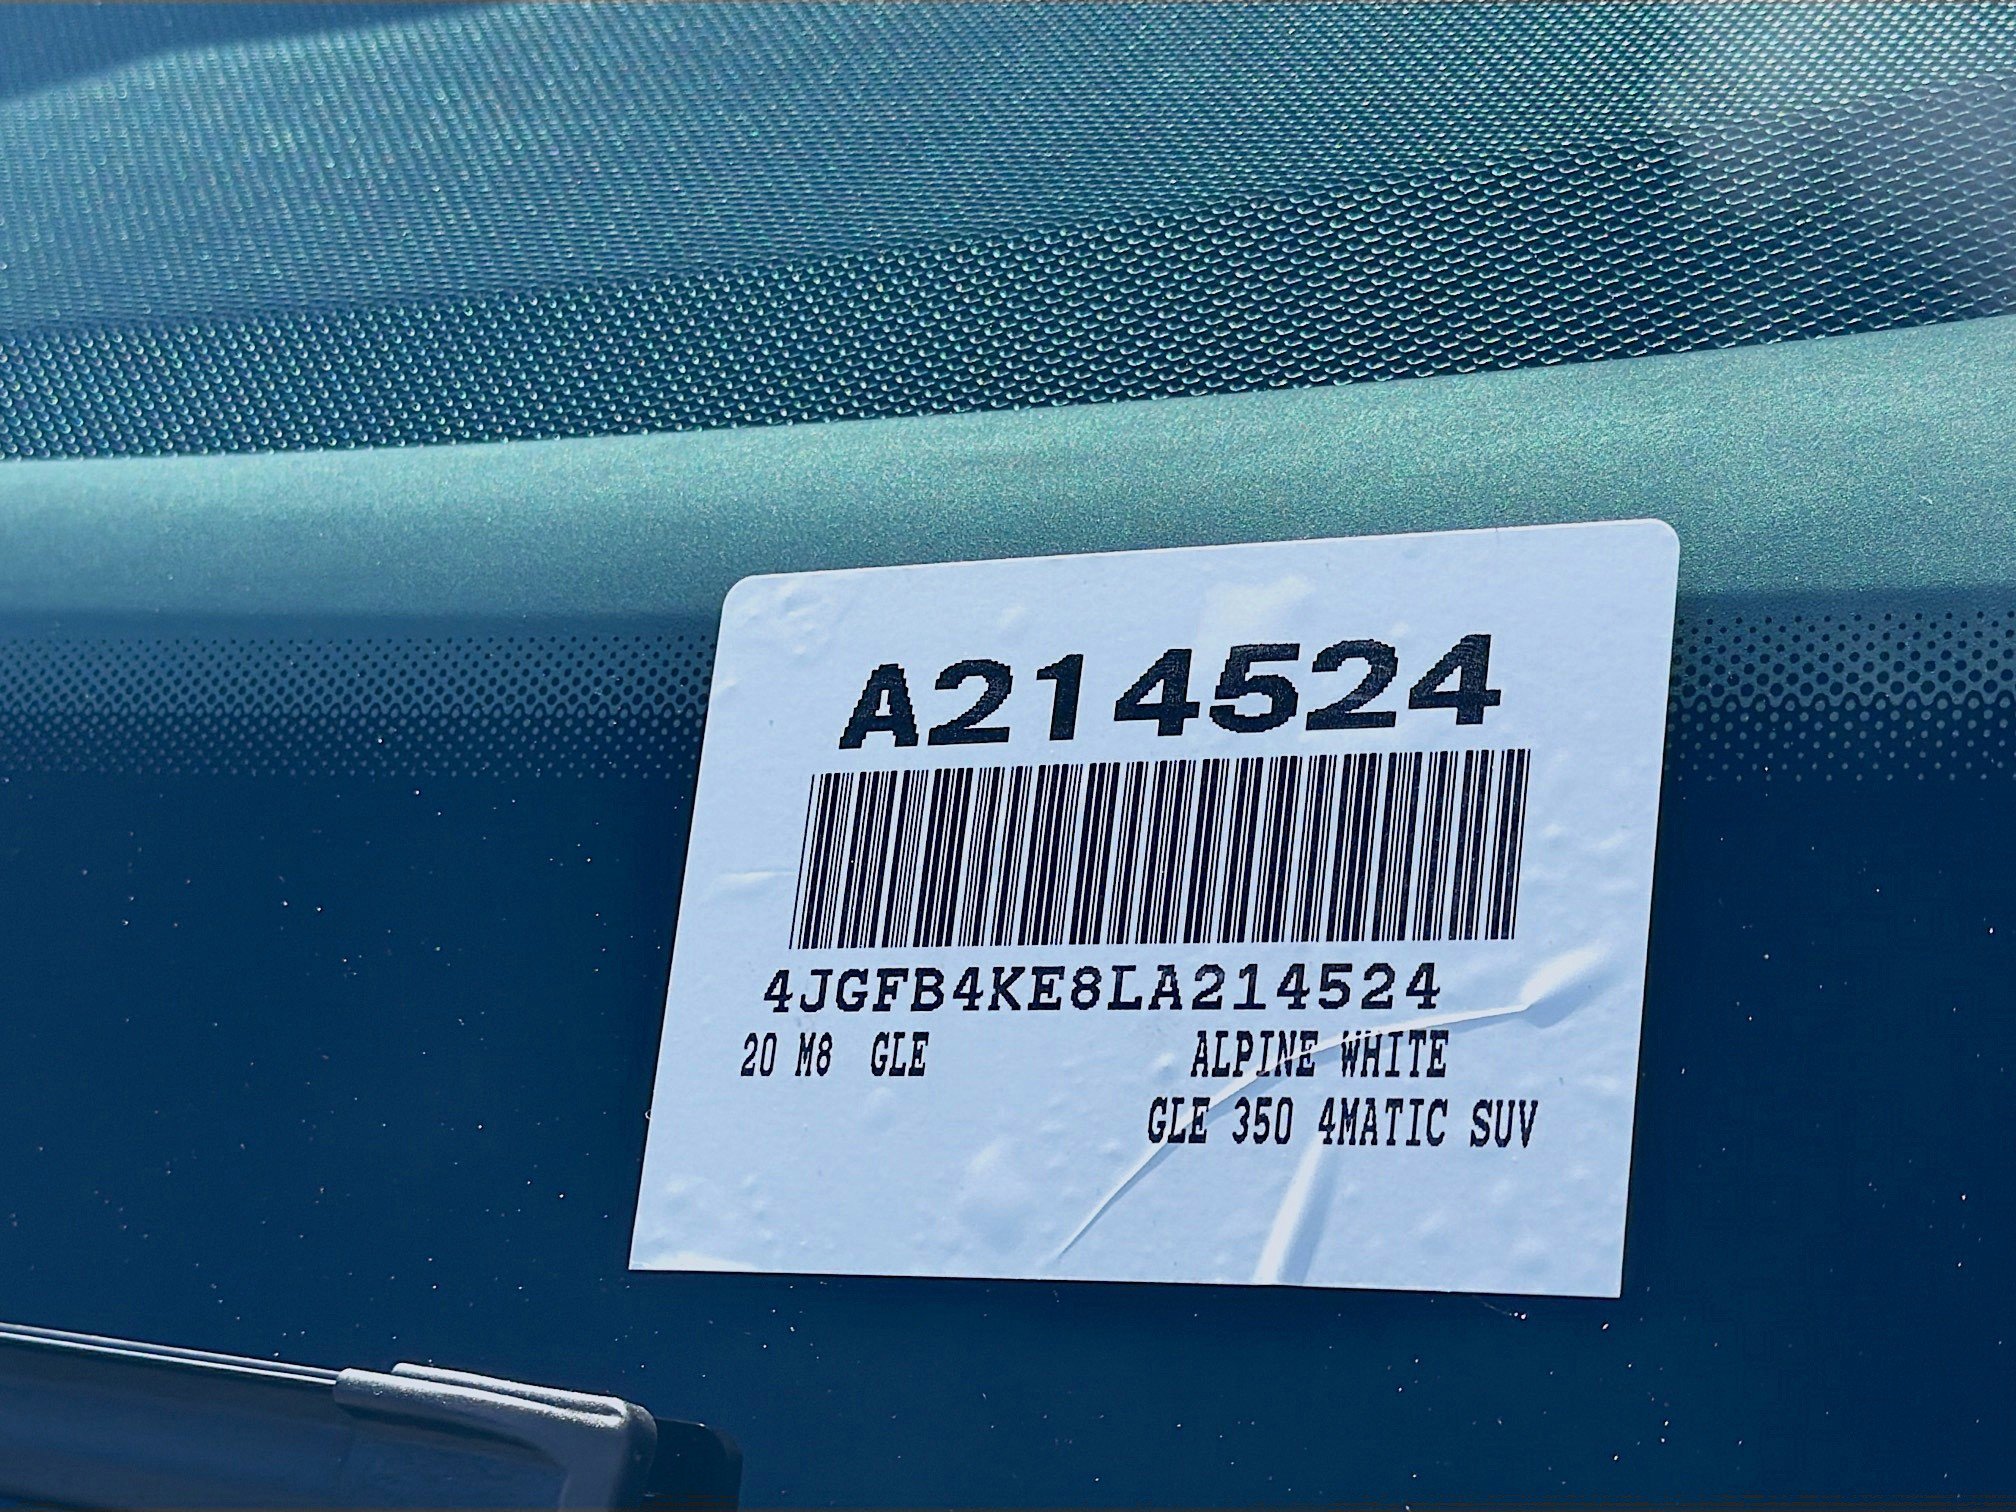 A214524
4JGFB4KE8LA214524
20 M8 GLE ALPINE WHITE
GLE 350 4MATIC SUV